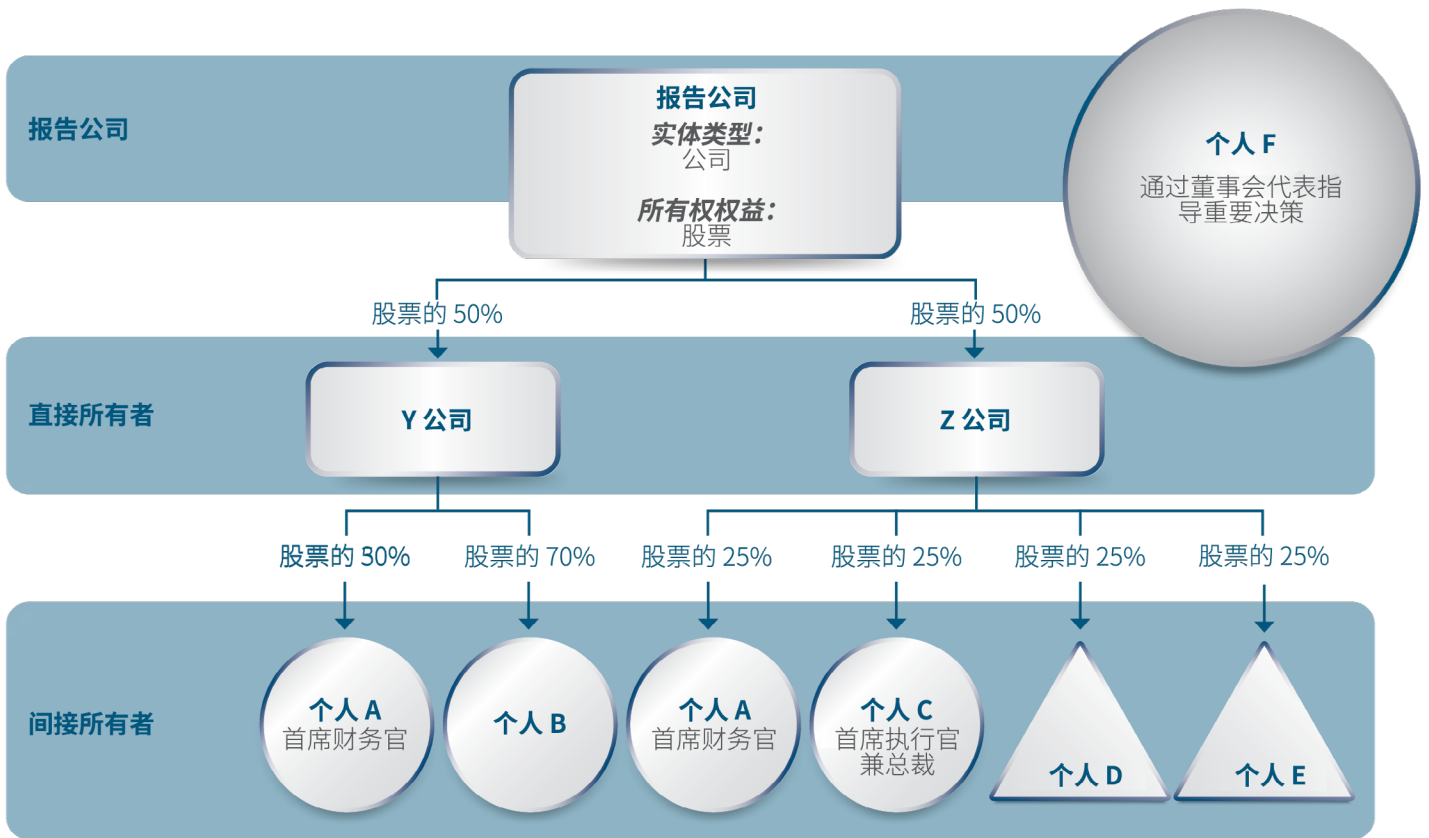 报告公司
报告公司
实体类型：
公司
所有权权益：
股票
个人 F
通过董事会代表指
导重要决策
股票的 50%
股票的 50%
直接所有者
Y 公司
Z 公司
股票的 30%
股票的 70%
股票的 25%
股票的 25%
股票的 25%
股票的 25%
间接所有者
个人 A
首席财务官
个人 B
个人 A
首席财务官
个人 C
首席执行官
兼总裁
个人 D
个人 E